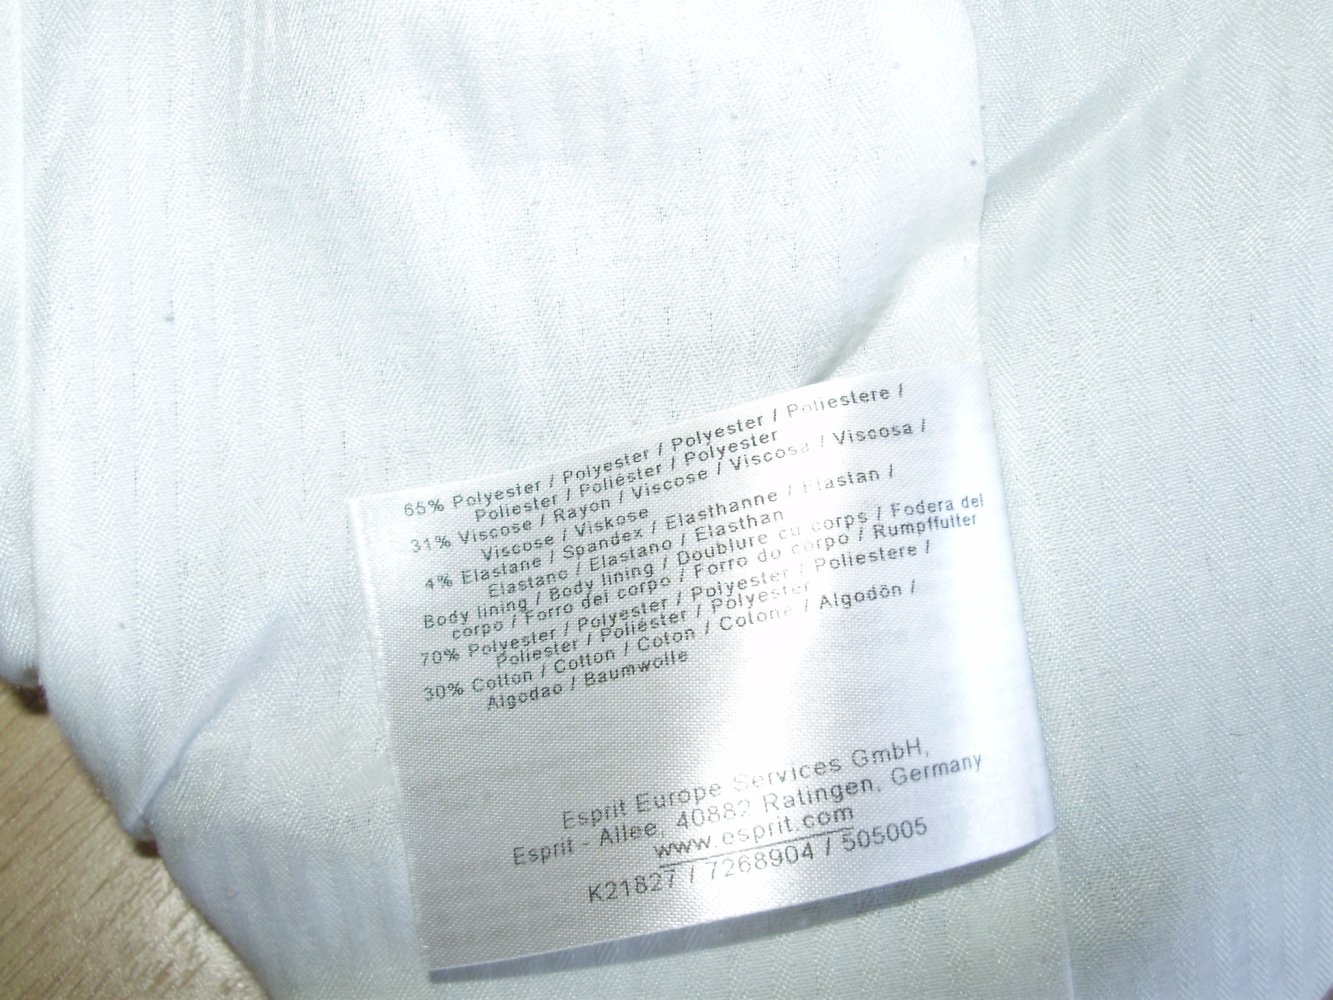 65% Polyester / Polyester / Polyester / Poliestere /
Poliester / Poliéster / Polyester
31% Viscose / Rayon / Viscose / Viscosa / Viscosa /
Viscose / Viskose
4% Elastane / Spandex / Elasthanne / Elastan /
Elastano / Elastano / Elasthan
Body lining / Body lining / Doublure du corps / Fodera del
corpo / Forro del corpo / Forro do corpo / Rumpffutter
70% Polyester / Polyester / Polyester / Poliestere /
Poliester / Poliéster / Polyester
30% Cotton / Cotton / Coton / Cotone / Algodón /
Algodao / Baumwolle
Esprit Europe Services GmbH,
Esprit - Allee, 40882 Ratingen, Germany
www.esprit.com
K21827 / 7268904 / 505005